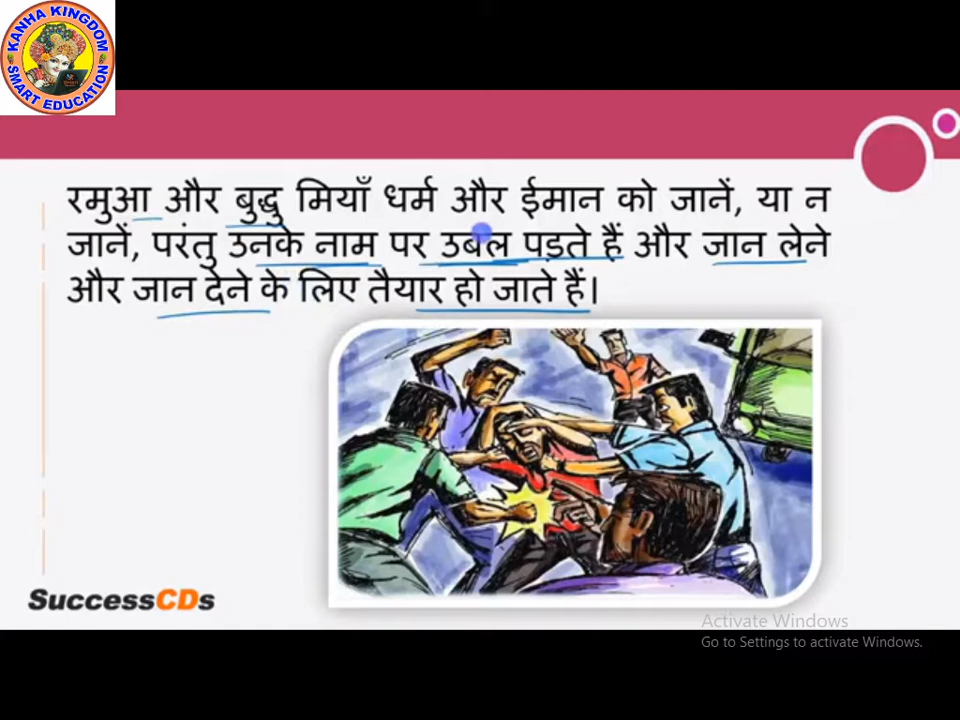 KANHA KINGDOM
SMART EDUCATION
रमुआ और बुद्धु मियाँ धर्म और ईमान को जानें, या न
जानें, परंतु उनके नाम पर उबल पड़ते हैं और जान लेने
और जान देने के लिए तैयार हो जाते हैं।
SuccessCDs
Activate Windows
Go to Settings to activate Windows.